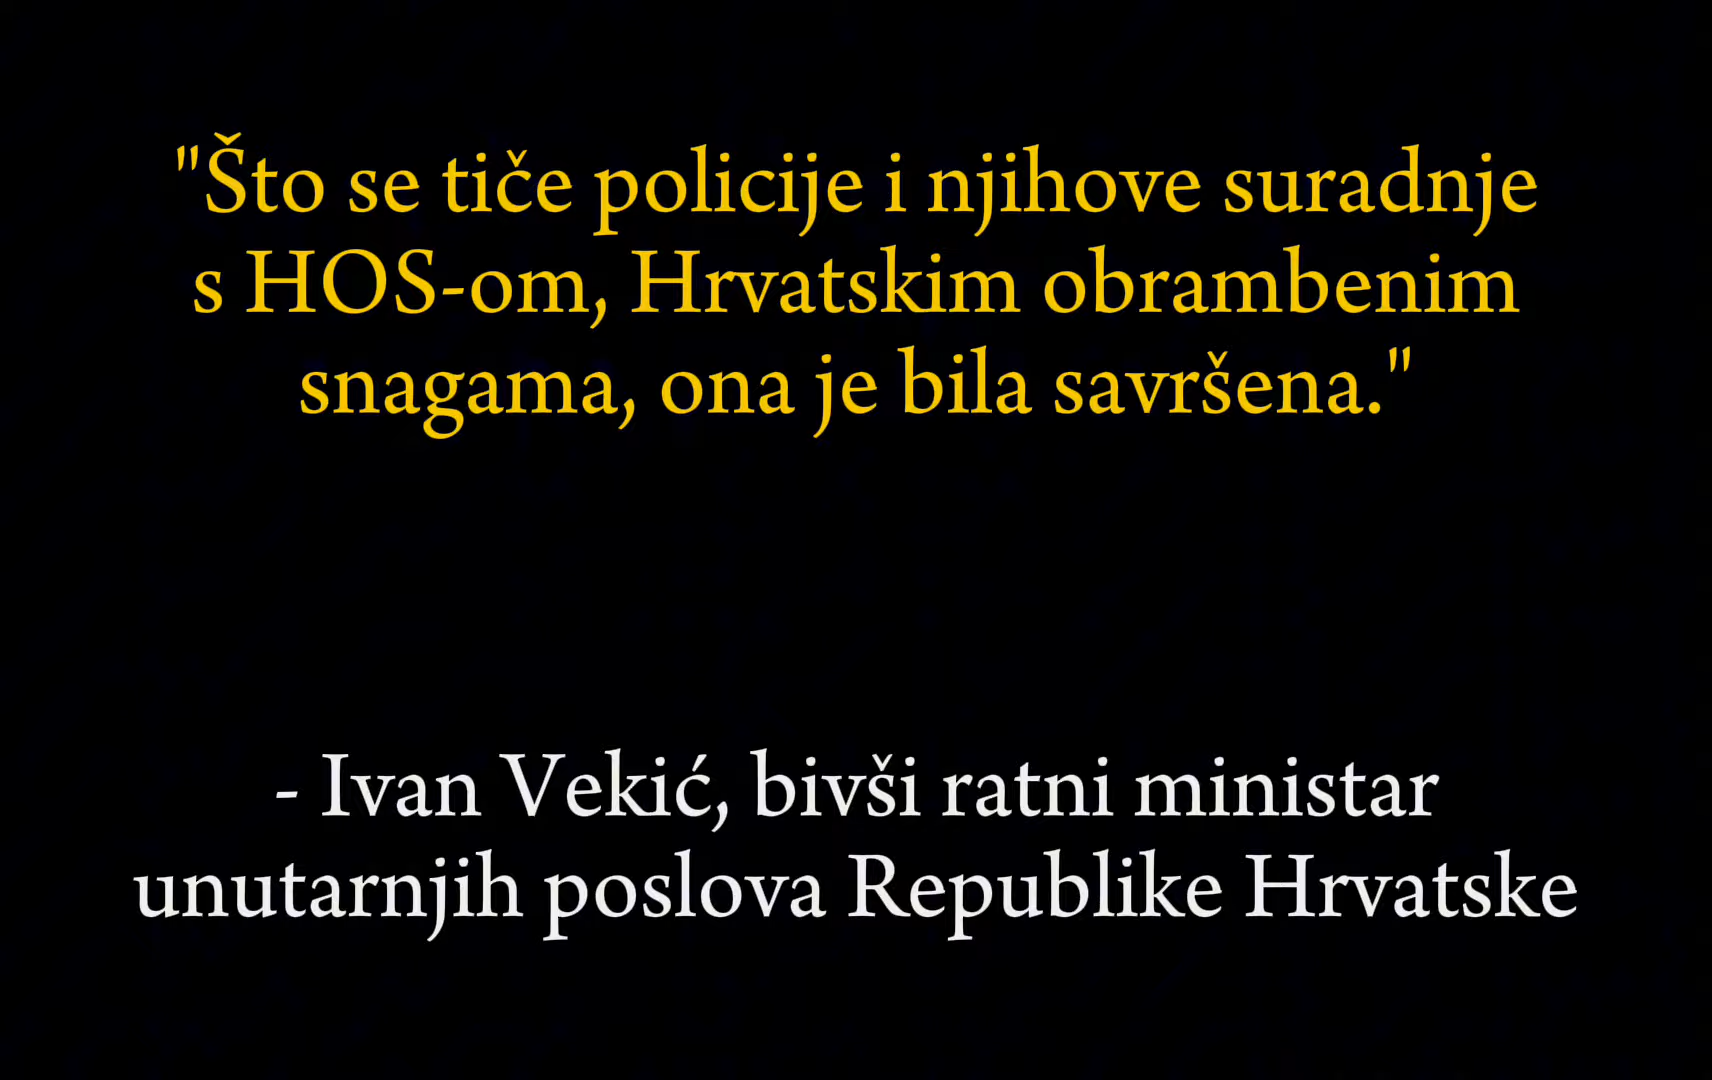 "Što se tiče policije i njihove suradnje
s HOS-om, Hrvatskim obrambenim
snagama, ona je bila savršena."
- Ivan Vekić, bivši ratni ministar
unutarnjih poslova Republike Hrvatske